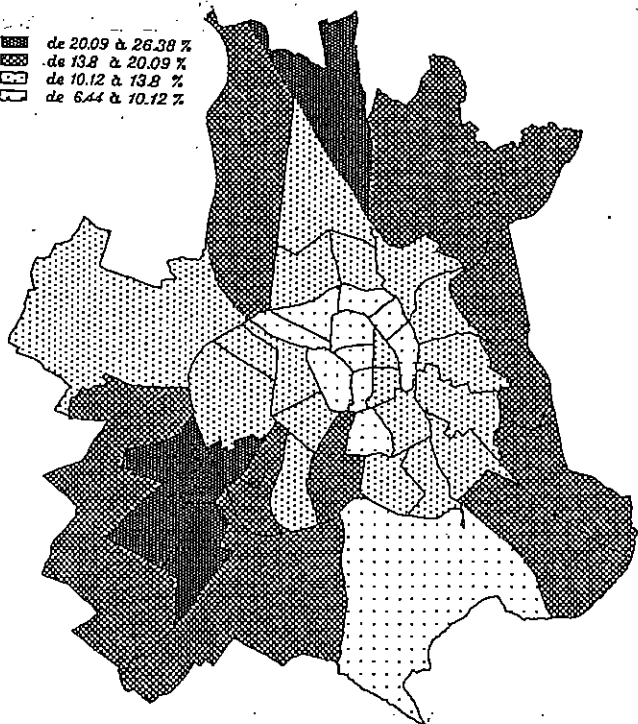 de 20.09 à 26.38 %
de 13.8 à 20.09 %
de 10.12 à 13.8 %
de 6.44 à 10.12 %